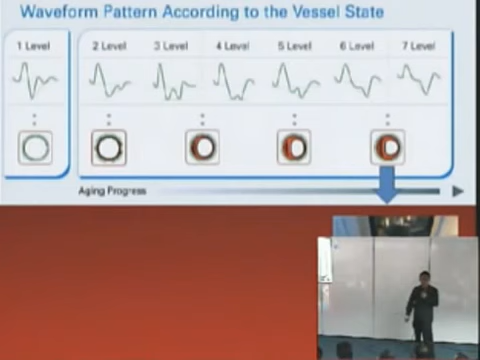 Waveform Pattern According to the Vessel State
1 Level 2 Level 3 Level 4 Level 5 Level 6 Level 7 Level
Aging Progress